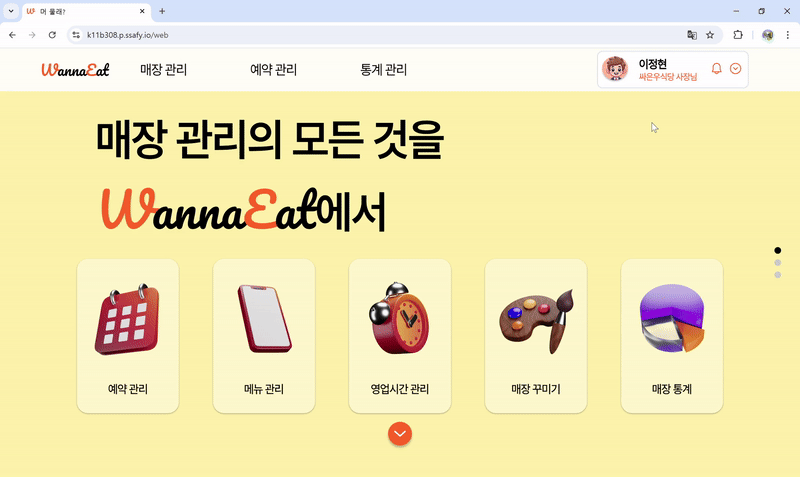 머 물래?
k11b308.p.ssafy.io/web
WannaEat
매장 관리
예약 관리
통계 관리
이정현
싸은우식당 사장님
매장 관리의 모든 것을
WannaEat에서
예약 관리
메뉴 관리
영업시간 관리
매장 꾸미기
매장 통계